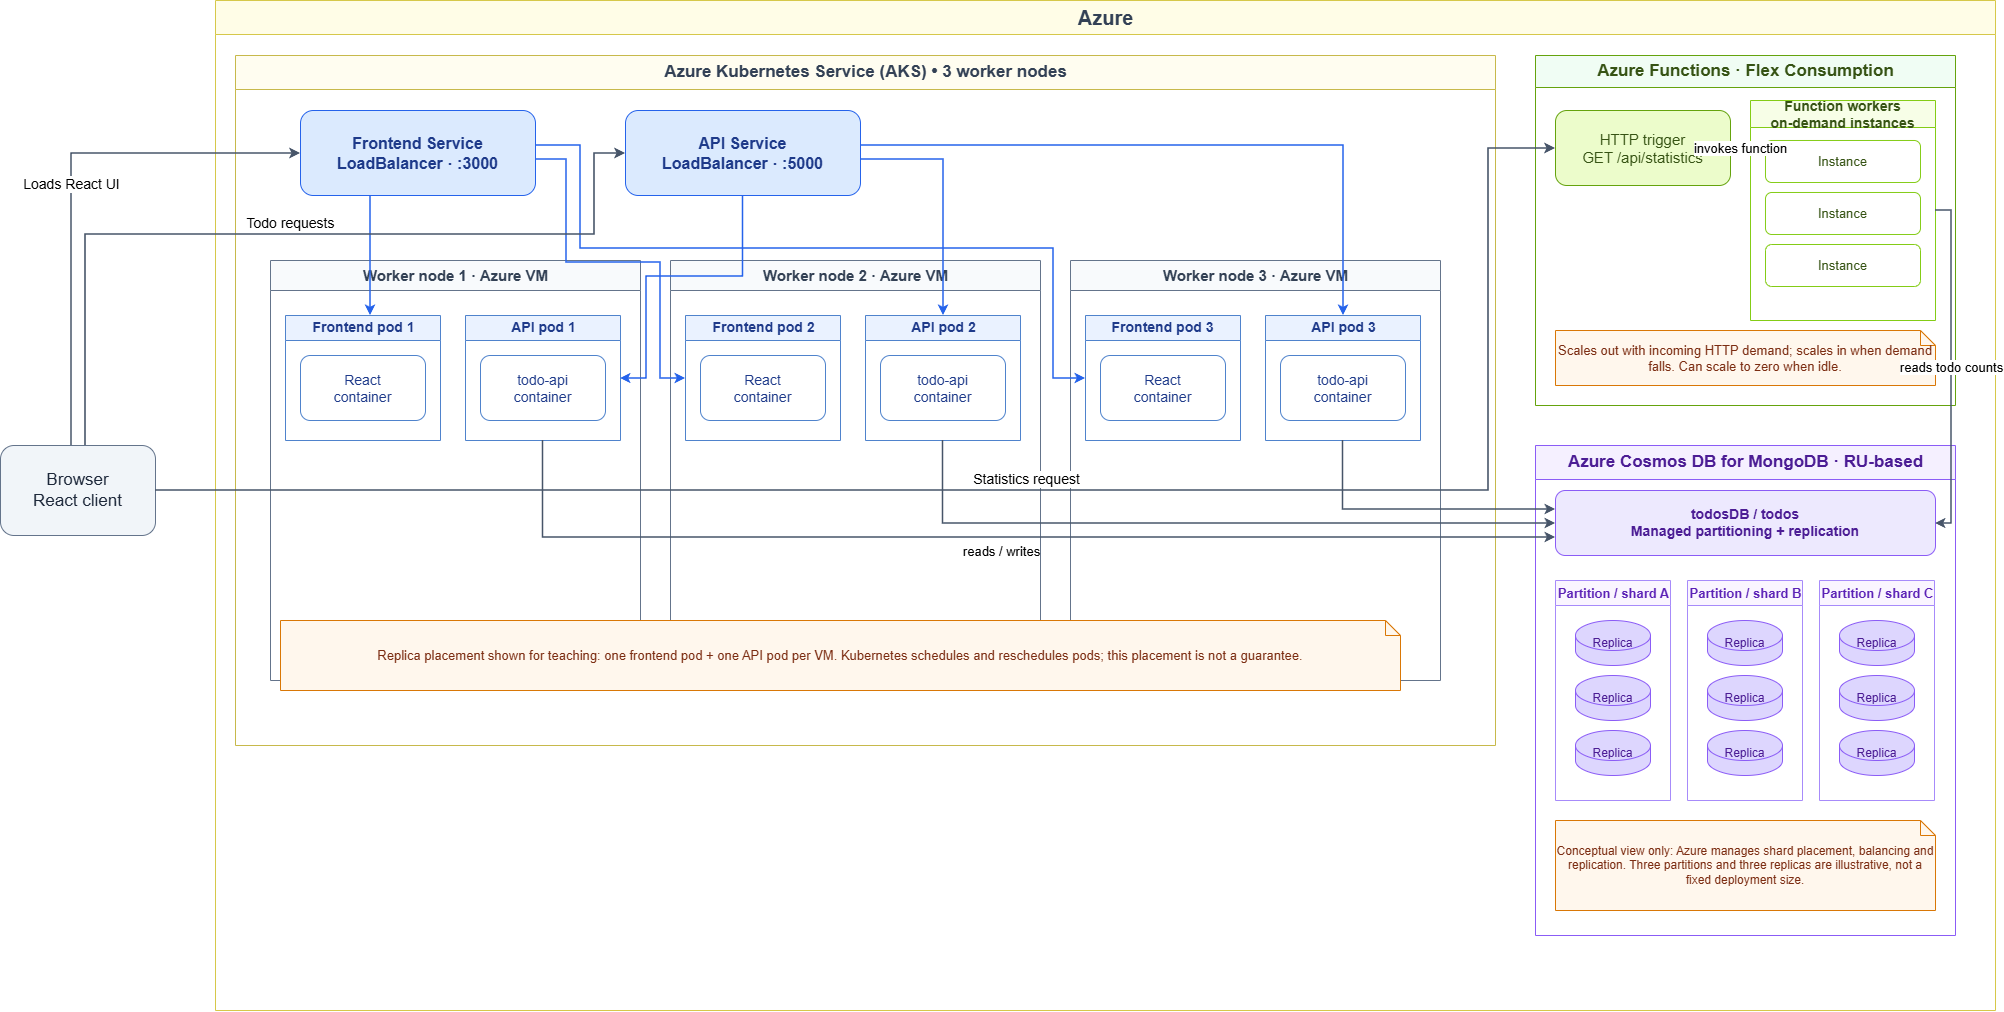 Azure
Azure Kubernetes Service (AKS) • 3 worker nodes
Azure Functions · Flex Consumption
Frontend Service
LoadBalancer · :3000
API Service
LoadBalancer · :5000
HTTP trigger
GET /api/statistics
invokes function
Function workers
on-demand instances
Instance
Instance
Instance
Loads React UI
Todo requests
Worker node 1 · Azure VM
Worker node 2 · Azure VM
Worker node 3 · Azure VM
Frontend pod 1
API pod 1
Frontend pod 2
API pod 2
Frontend pod 3
API pod 3
React
container
todo-api
container
React
container
todo-api
container
React
container
todo-api
container
Scales out with incoming HTTP demand; scales in when demand
falls. Can scale to zero when idle.
reads todo counts
Browser
React client
Statistics request
reads / writes
Azure Cosmos DB for MongoDB · RU-based
todosDB / todos
Managed partitioning + replication
Partition / shard A
Partition / shard B
Partition / shard C
Replica
Replica
Replica
Replica
Replica
Replica
Replica
Replica
Replica
Replica placement shown for teaching: one frontend pod + one API pod per VM. Kubernetes schedules and reschedules pods; this placement is not a guarantee.
Conceptual view only: Azure manages shard placement, balancing and
replication. Three partitions and three replicas are illustrative, not a
fixed deployment size.